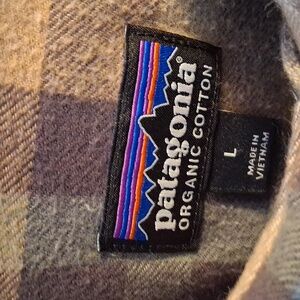 patagonia®
ORGANIC COTTON
L
MADE IN
VIETNAM